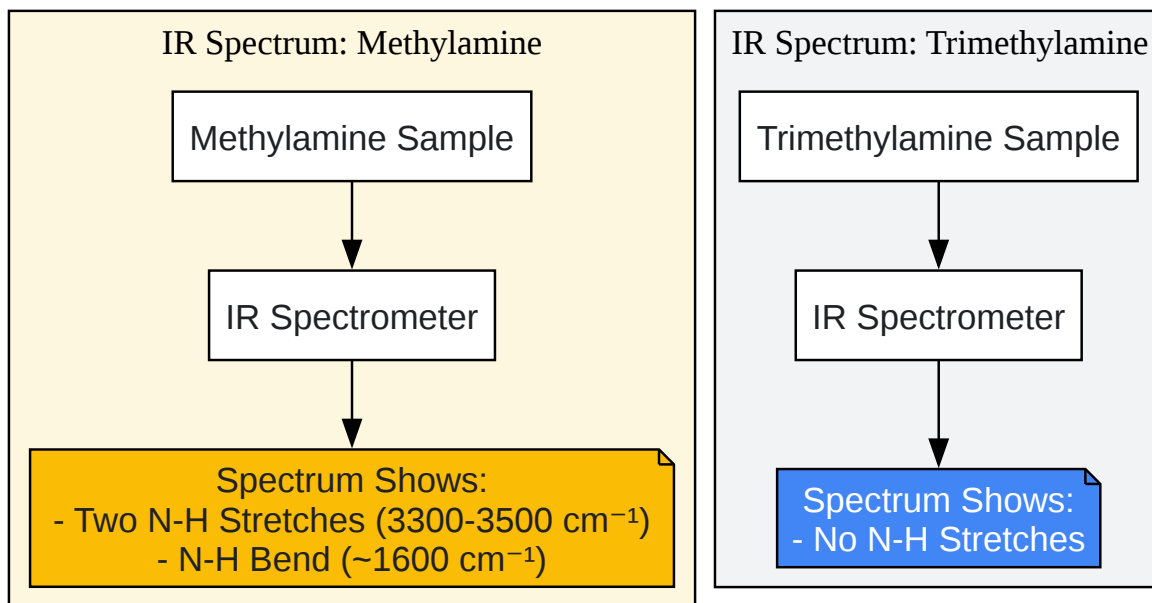 IR Spectrum: Methylamine
Methylamine Sample
IR Spectrometer
Spectrum Shows:
- Two N-H Stretches (3300-3500 cm⁻¹)
- N-H Bend (~1600 cm⁻¹)
IR Spectrum: Trimethylamine
Trimethylamine Sample
IR Spectrometer
Spectrum Shows:
- No N-H Stretches